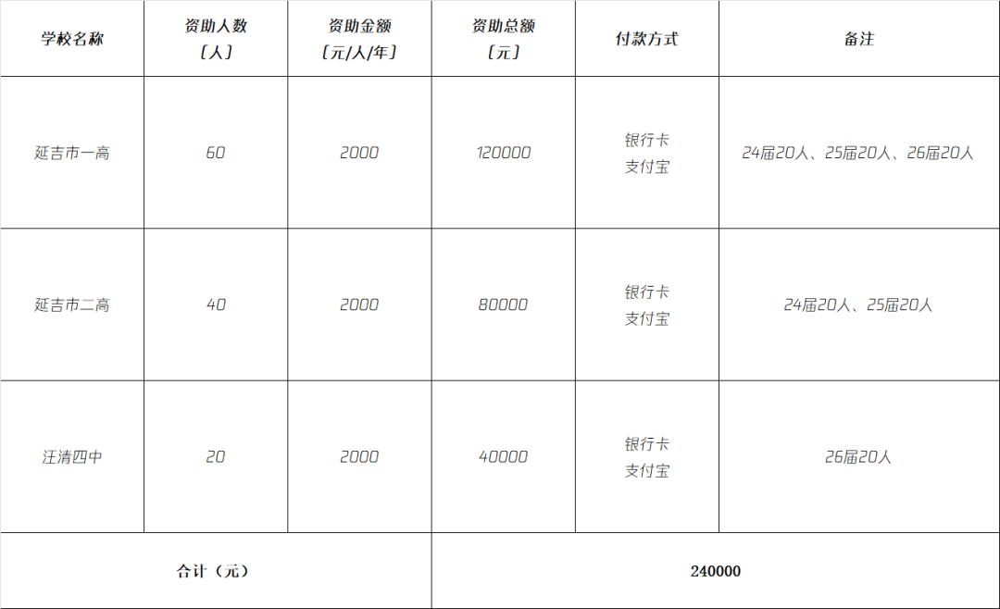 学校名称
资助人数
〔人〕
资助金额
〔元/人/年〕
资助总额
〔元〕
付款方式
备注
延吉市一高
60
2000
120000
银行卡
支付宝
24届20人、25届20人、26届20人
延吉市二高
40
2000
80000
银行卡
支付宝
24届20人、25届20人
汪清四中
20
2000
40000
银行卡
支付宝
26届20人
合计（元）
240000